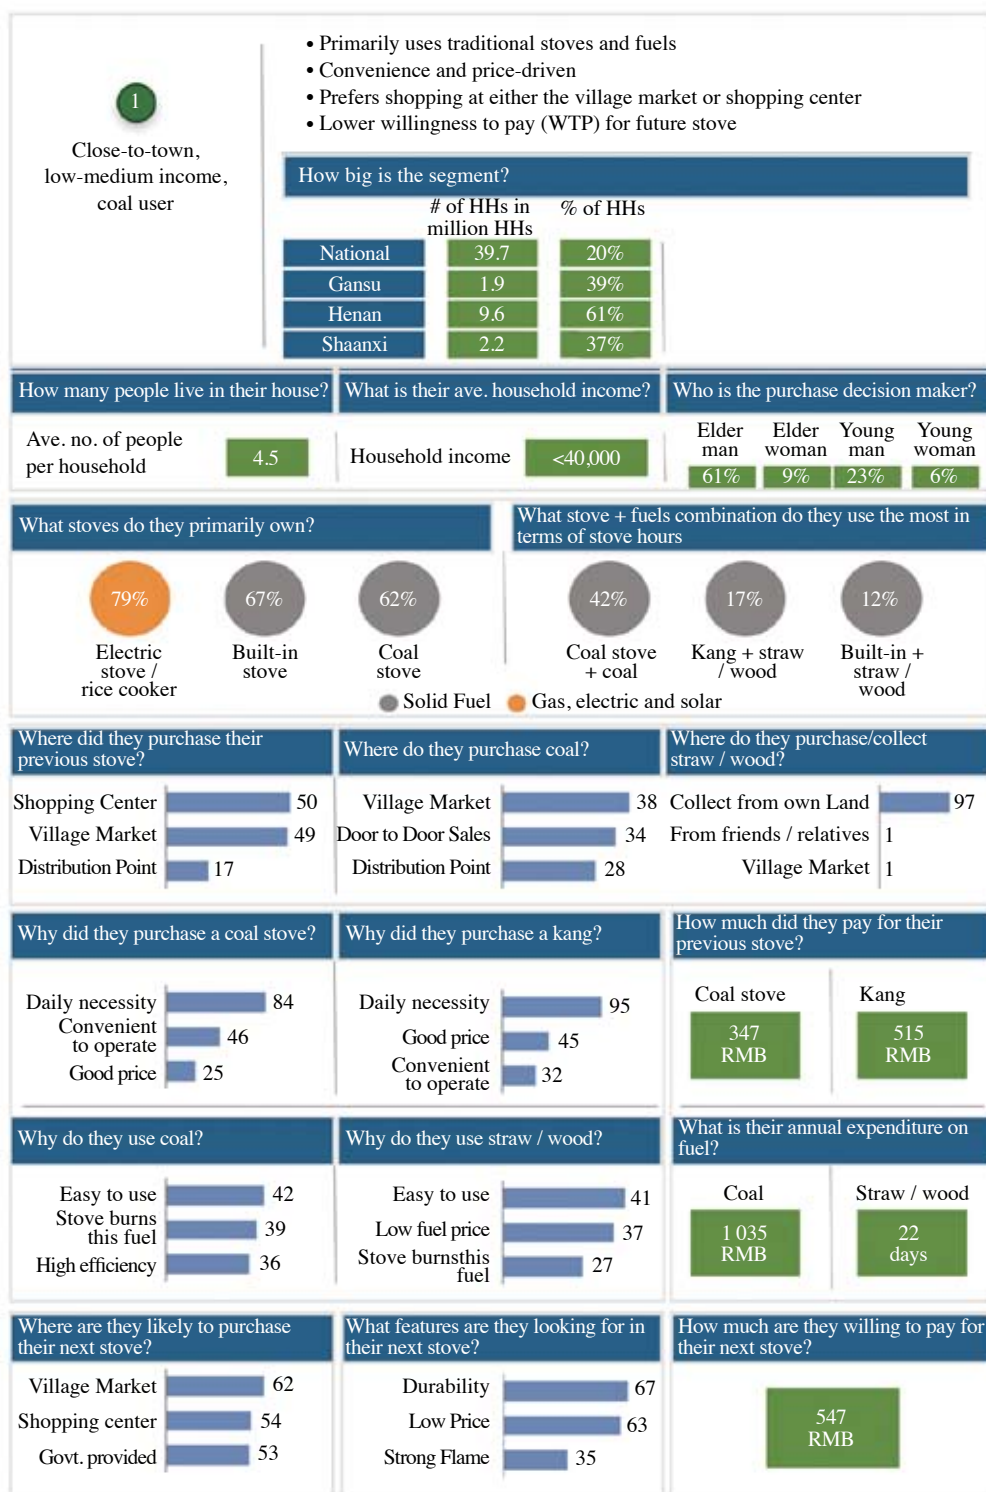 • Primarily uses traditional stoves and fuels
• Convenience and price-driven
• Prefers shopping at either the village market or shopping center
• Lower willingness to pay (WTP) for future stove
1
Close-to-town,
low-medium income,
coal user
How big is the segment?
# of HHs in
million HHs
% of HHs
National 39.7 20%
Gansu 1.9 39%
Henan 9.6 61%
Shaanxi 2.2 37%
How many people live in their house?
Ave. no. of people
per household
4.5
What is their ave. household income?
Household income <40,000
Who is the purchase decision maker?
Elder
man
Elder
woman
Young
man
Young
woman
61% 9% 23% 6%
What stoves do they primarily own?
79% 67% 62%
Electric
stove /
rice cooker
Built-in
stove
Coal
stove
What stove + fuels combination do they use the most in
terms of stove hours
42% 17% 12%
Coal stove
+ coal
Kang + straw
/ wood
Built-in +
straw /
wood
Solid Fuel
Gas, electric and solar
Where did they purchase their
previous stove?
Shopping Center 50
Village Market 49
Distribution Point 17
Where do they purchase coal?
Village Market 38
Door to Door Sales 34
Distribution Point 28
Where do they purchase/collect
straw / wood?
Collect from own Land 97
From friends / relatives 1
Village Market 1
Why did they purchase a coal stove?
Daily necessity 84
Convenient
to operate
46
Good price 25
Why did they purchase a kang?
Daily necessity 95
Good price 45
Convenient
to operate
32
How much did they pay for their
previous stove?
Coal stove
347
RMB
Kang
515
RMB
Why do they use coal?
Easy to use 42
Stove burns
this fuel
39
High efficiency 36
Why do they use straw / wood?
Easy to use 41
Low fuel price 37
Stove burnsthis
fuel
27
What is their annual expenditure on
fuel?
Coal
1 035
RMB
Straw / wood
22
days
Where are they likely to purchase
their next stove?
Village Market 62
Shopping center 54
Govt. provided 53
What features are they looking for in
their next stove?
Durability 67
Low Price 63
Strong Flame 35
How much are they willing to pay for
their next stove?
547
RMB